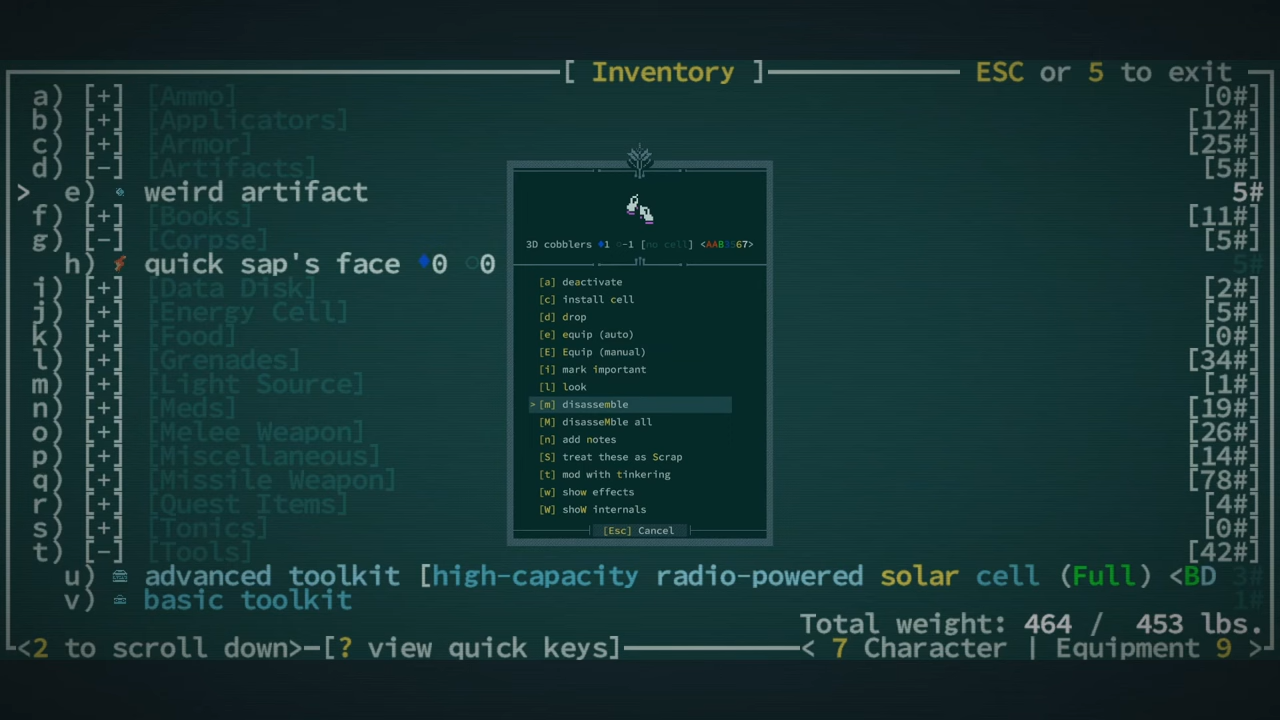 [ Inventory ] ESC or 5 to exit
a) [+] [Ammo] [0#]
b) [+] [Applicators] [12#]
c) [+] [Armor] [25#]
d) [-] [Artifacts] [5#]
> e) weird artifact 5#
f) [+] [Books] [11#]
g) [-] [Corpse] [5#]
h) quick sap's face ♦0 ○0 5#
i) [+] [Data Disk] [2#]
j) [+] [Energy Cell] [5#]
k) [+] [Food] [0#]
l) [+] [Grenades] [34#]
m) [+] [Light Source] [1#]
n) [+] [Meds] [19#]
o) [+] [Melee Weapon] [26#]
p) [+] [Miscellaneous] [14#]
q) [+] [Missile Weapon] [78#]
r) [+] [Quest Items] [4#]
s) [+] [Tonics] [0#]
t) [-] [Tools] [42#]
u) advanced toolkit [high-capacity radio-powered solar cell (Full) <BD 3#
v) basic toolkit 1#
Total weight: 464 / 453 lbs.
<2 to scroll down>—[? view quick keys] < 7 Character | Equipment 9 >
3D cobblers ♦1 ○-1 [no cell] <AAB3567>
[a] deactivate
[c] install cell
[d] drop
[e] equip (auto)
[E] Equip (manual)
[i] mark important
[l] look
> [m] disassemble
[M] disasseMble all
[n] add notes
[S] treat these as Scrap
[t] mod with tinkering
[w] show effects
[W] shoW internals
[Esc] Cancel